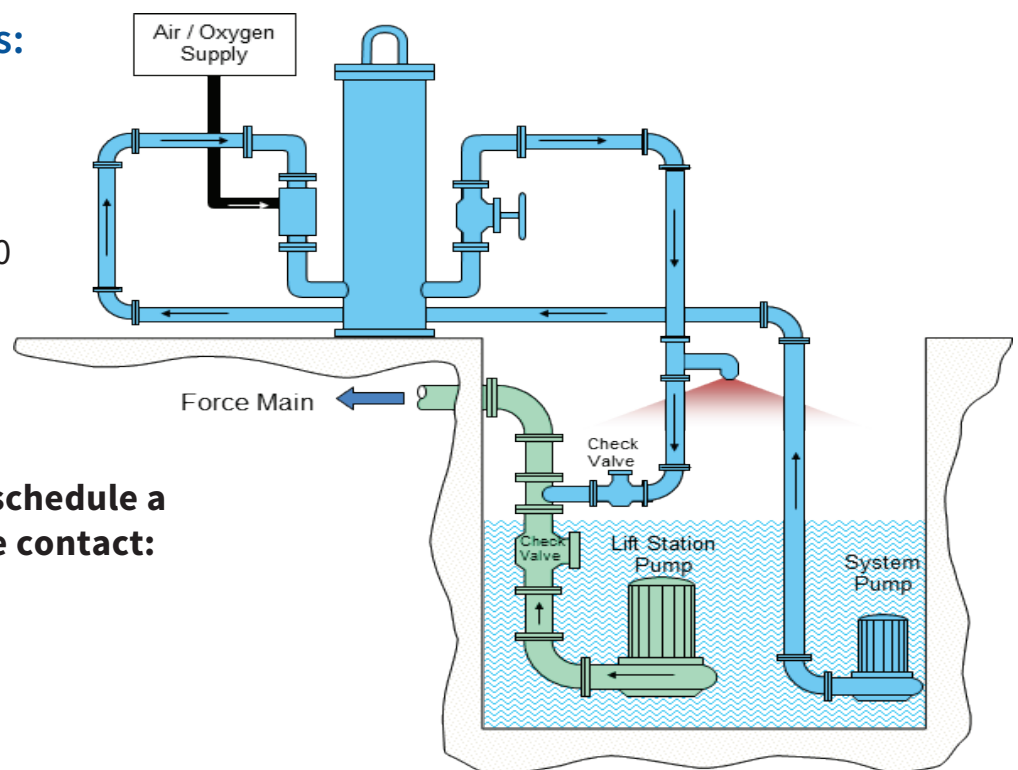 s:
Air / Oxygen
Supply
0
Force Main
Check
Valve
schedule a
e contact:
Check
Valve
Lift Station
Pump
System
Pump